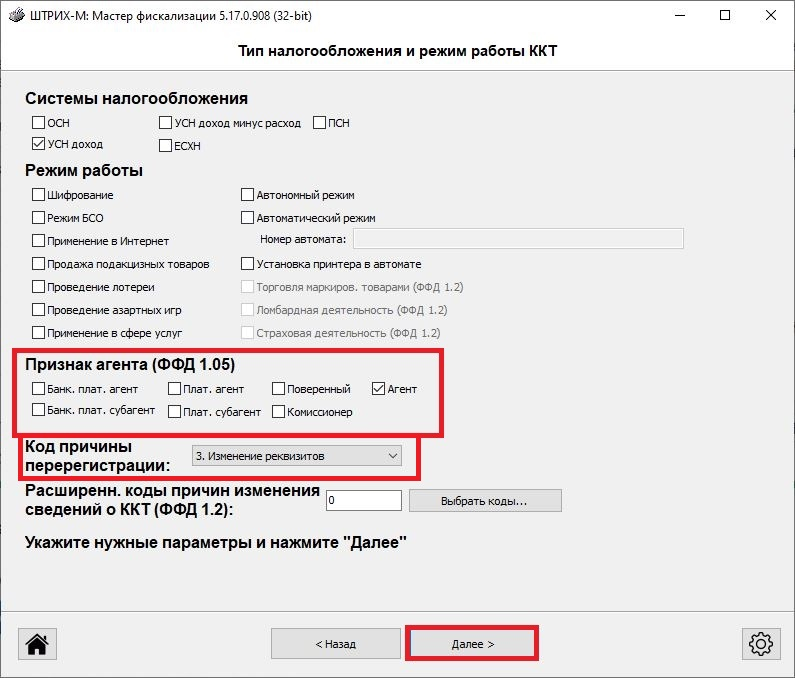 ШТРИХ-М: Мастер фискализации 5.17.0.908 (32-bit)
Тип налогообложения и режим работы ККТ
Системы налогообложения
ОСН УСН доход минус расход ПСН
УСН доход ЕСХН
Режим работы
Шифрование Автономный режим
Режим БСО Автоматический режим
Применение в Интернет Номер автомата:
Продажа подакцизных товаров Установка принтера в автомате
Проведение лотереи Торговля маркиров. товарами (ФФД 1.2)
Проведение азартных игр Ломбардная деятельность (ФФД 1.2)
Применение в сфере услуг Страховая деятельность (ФФД 1.2)
Признак агента (ФФД 1.05)
Банк. плат. агент Плат. агент Поверенный Агент
Банк. плат. субагент Плат. субагент Комиссионер
Код причины
перерегистрации: 3. Изменение реквизитов
Расширенн. коды причин изменения
сведений о ККТ (ФФД 1.2): 0 Выбрать коды...
Укажите нужные параметры и нажмите "Далее"
< Назад Далее >